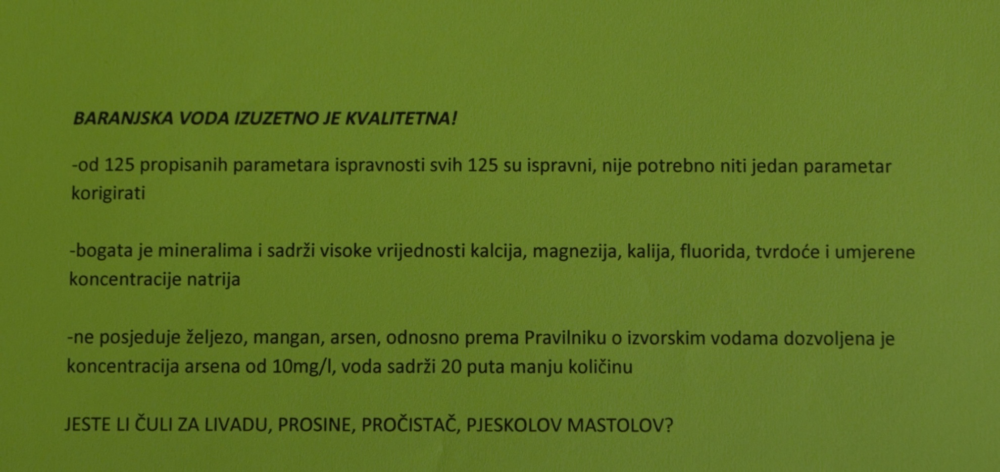 BARANJSKA VODA IZUZETNO JE KVALITETNA!
-od 125 propisanih parametara ispravnosti svih 125 su ispravni, nije potrebno niti jedan parametar
korigirati
-bogata je mineralima i sadrži visoke vrijednosti kalcija, magnezija, kalija, fluorida, tvrdoće i umjerene
koncentracije natrija
-ne posjeduje željezo, mangan, arsen, odnosno prema Pravilniku o izvorskim vodama dozvoljena je
koncentracija arsena od 10mg/l, voda sadrži 20 puta manju količinu
JESTE LI ČULI ZA LIVADU, PROSINE, PROČISTAČ, PJESKOLOV MASTOLOV?